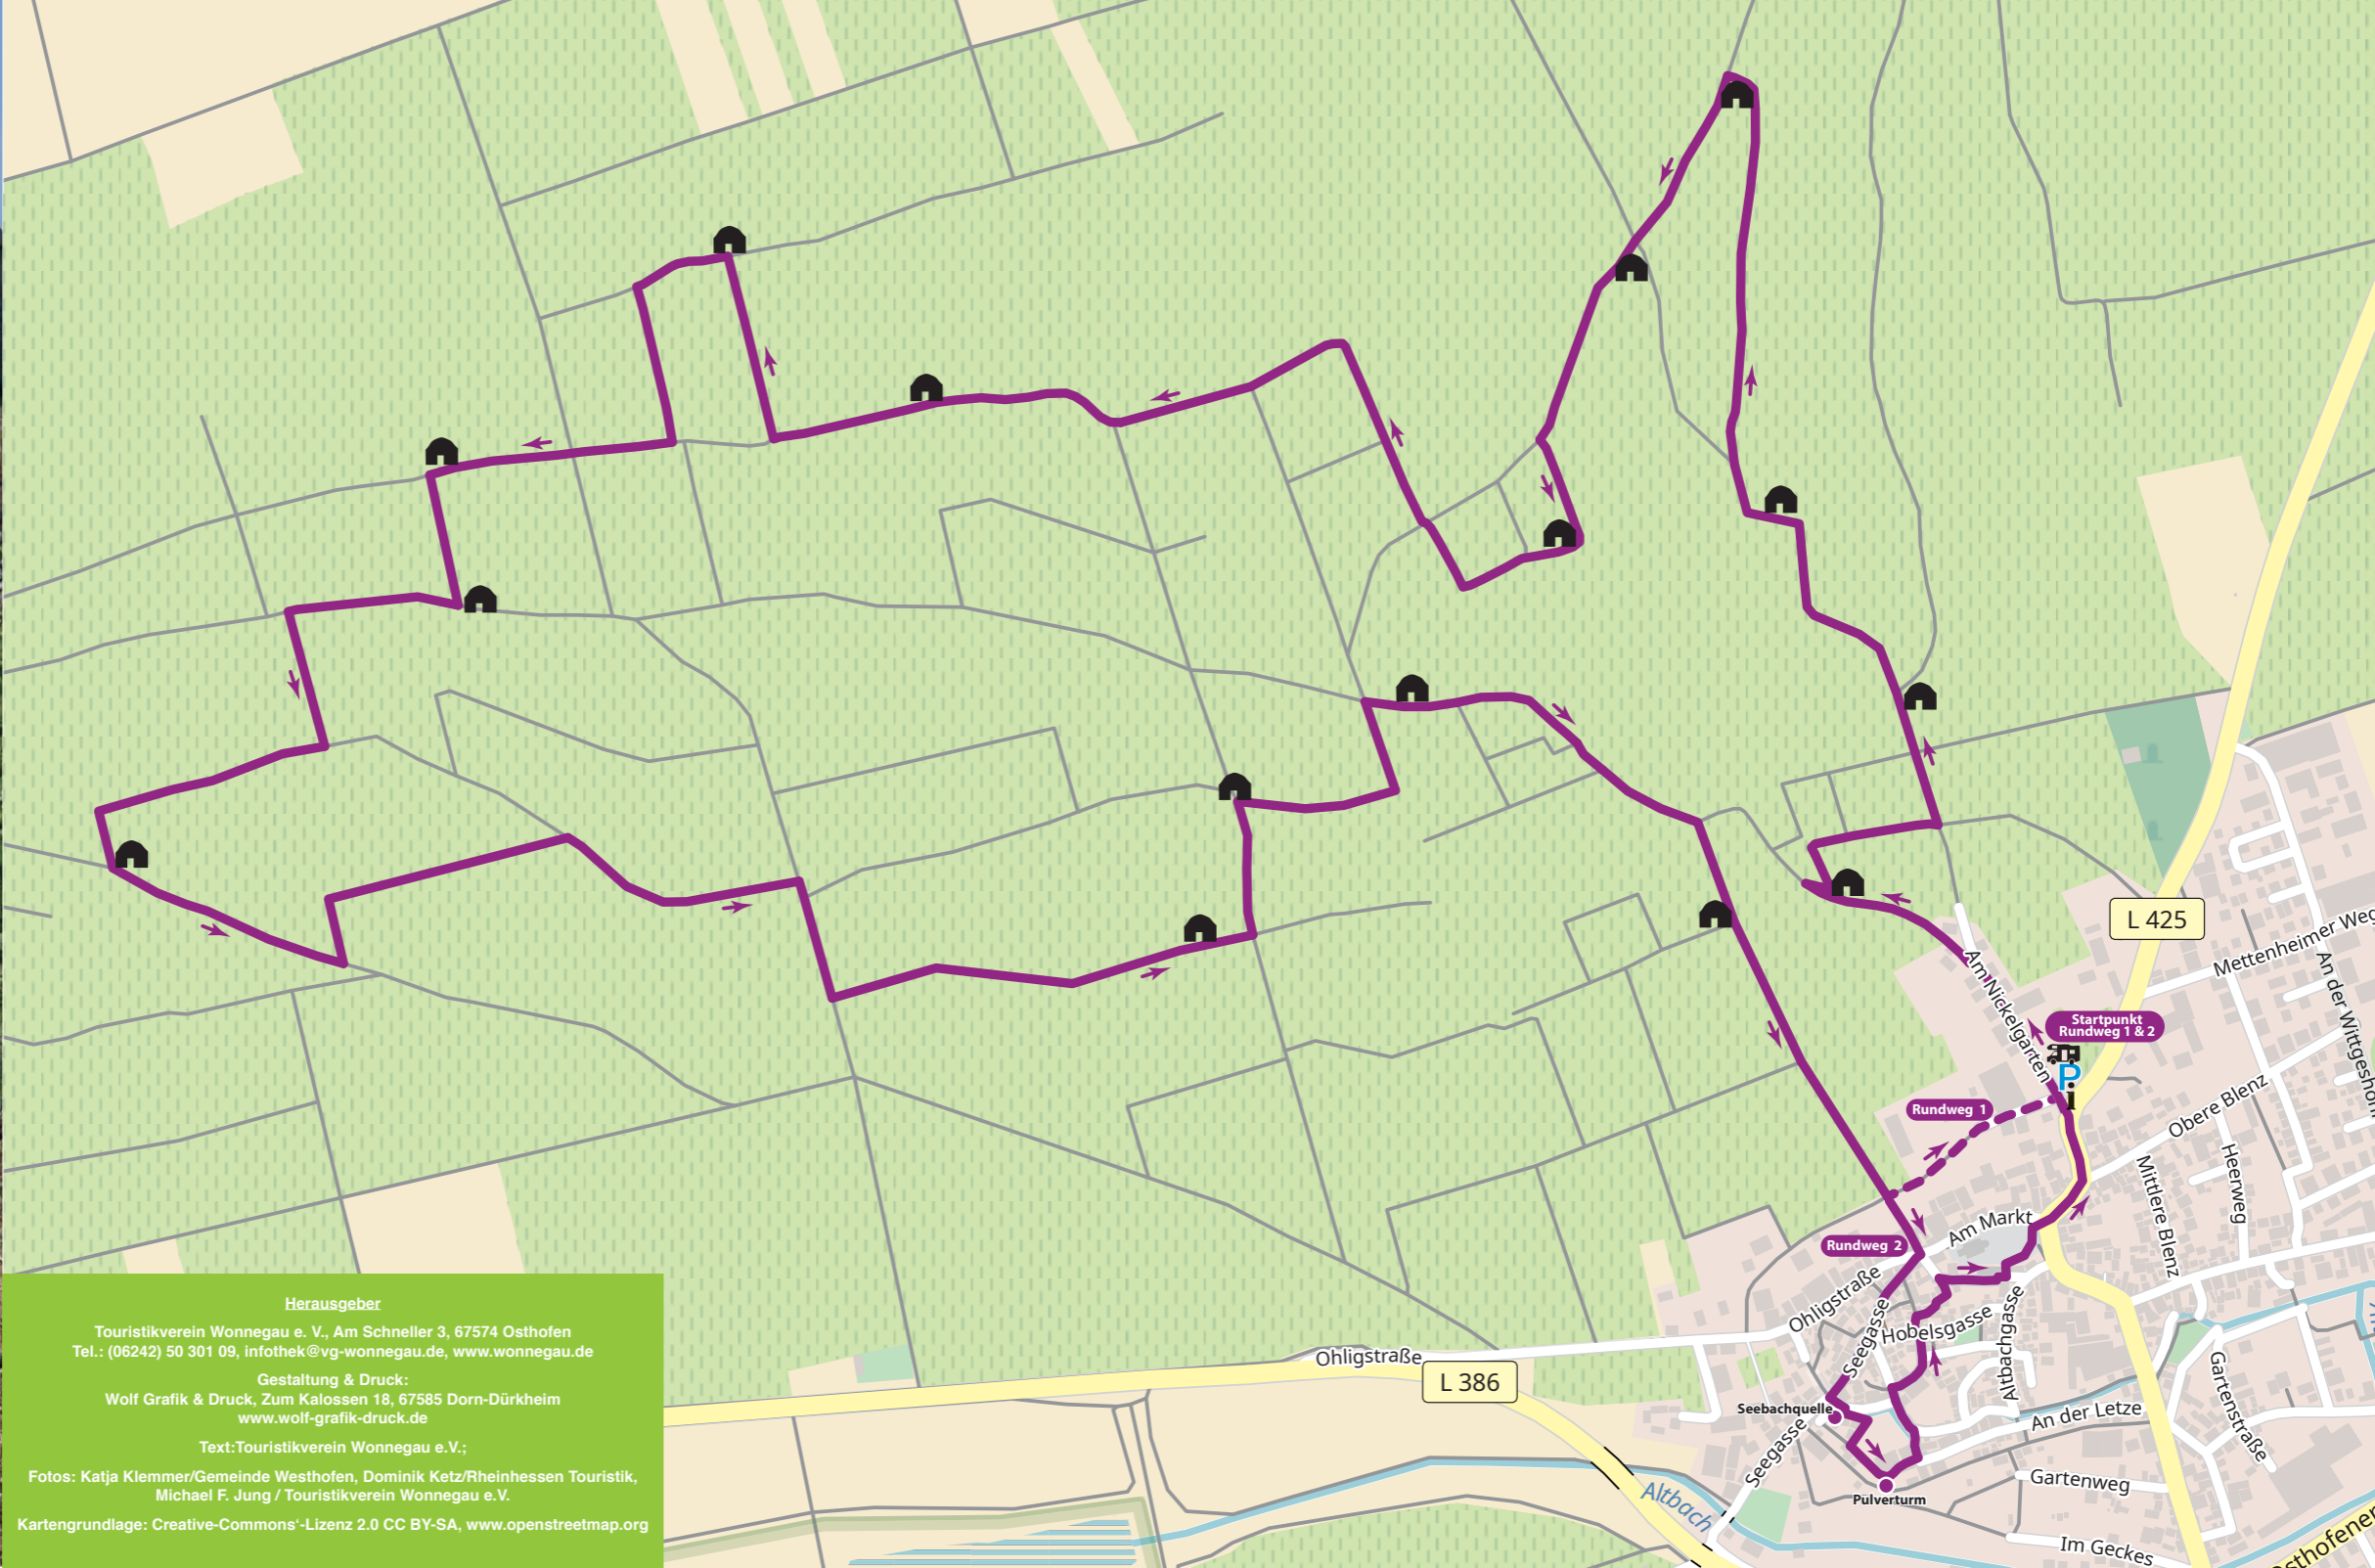 L 425
Mettenheimer Weg
An der Wittgeshohl
Am Nickelgarten
Startpunkt
Rundweg 1 & 2
P
i
Rundweg 1
Obere Blenz
Heerweg
Mittlere Blenz
Am Markt
Rundweg 2
Ohligstraße
Seegasse
Hobelsgasse
Altbachgasse
Ohligstraße
L 386
Seebachquelle
An der Letze
Gartenstraße
Seegasse
Gartenweg
Pulverturm
Altbach
Im Geckes
Herausgeber
Touristikverein Wonnegau e. V., Am Schneller 3, 67574 Osthofen
Tel.: (06242) 50 301 09, infothek@vg-wonnegau.de, www.wonnegau.de
Gestaltung & Druck:
Wolf Grafik & Druck, Zum Kalossen 18, 67585 Dorn-Dürkheim
www.wolf-grafik-druck.de
Text:Touristikverein Wonnegau e.V.;
Fotos: Katja Klemmer/Gemeinde Westhofen, Dominik Ketz/Rheinhessen Touristik,
Michael F. Jung / Touristikverein Wonnegau e.V.
Kartengrundlage: Creative-Commons‘-Lizenz 2.0 CC BY-SA, www.openstreetmap.org